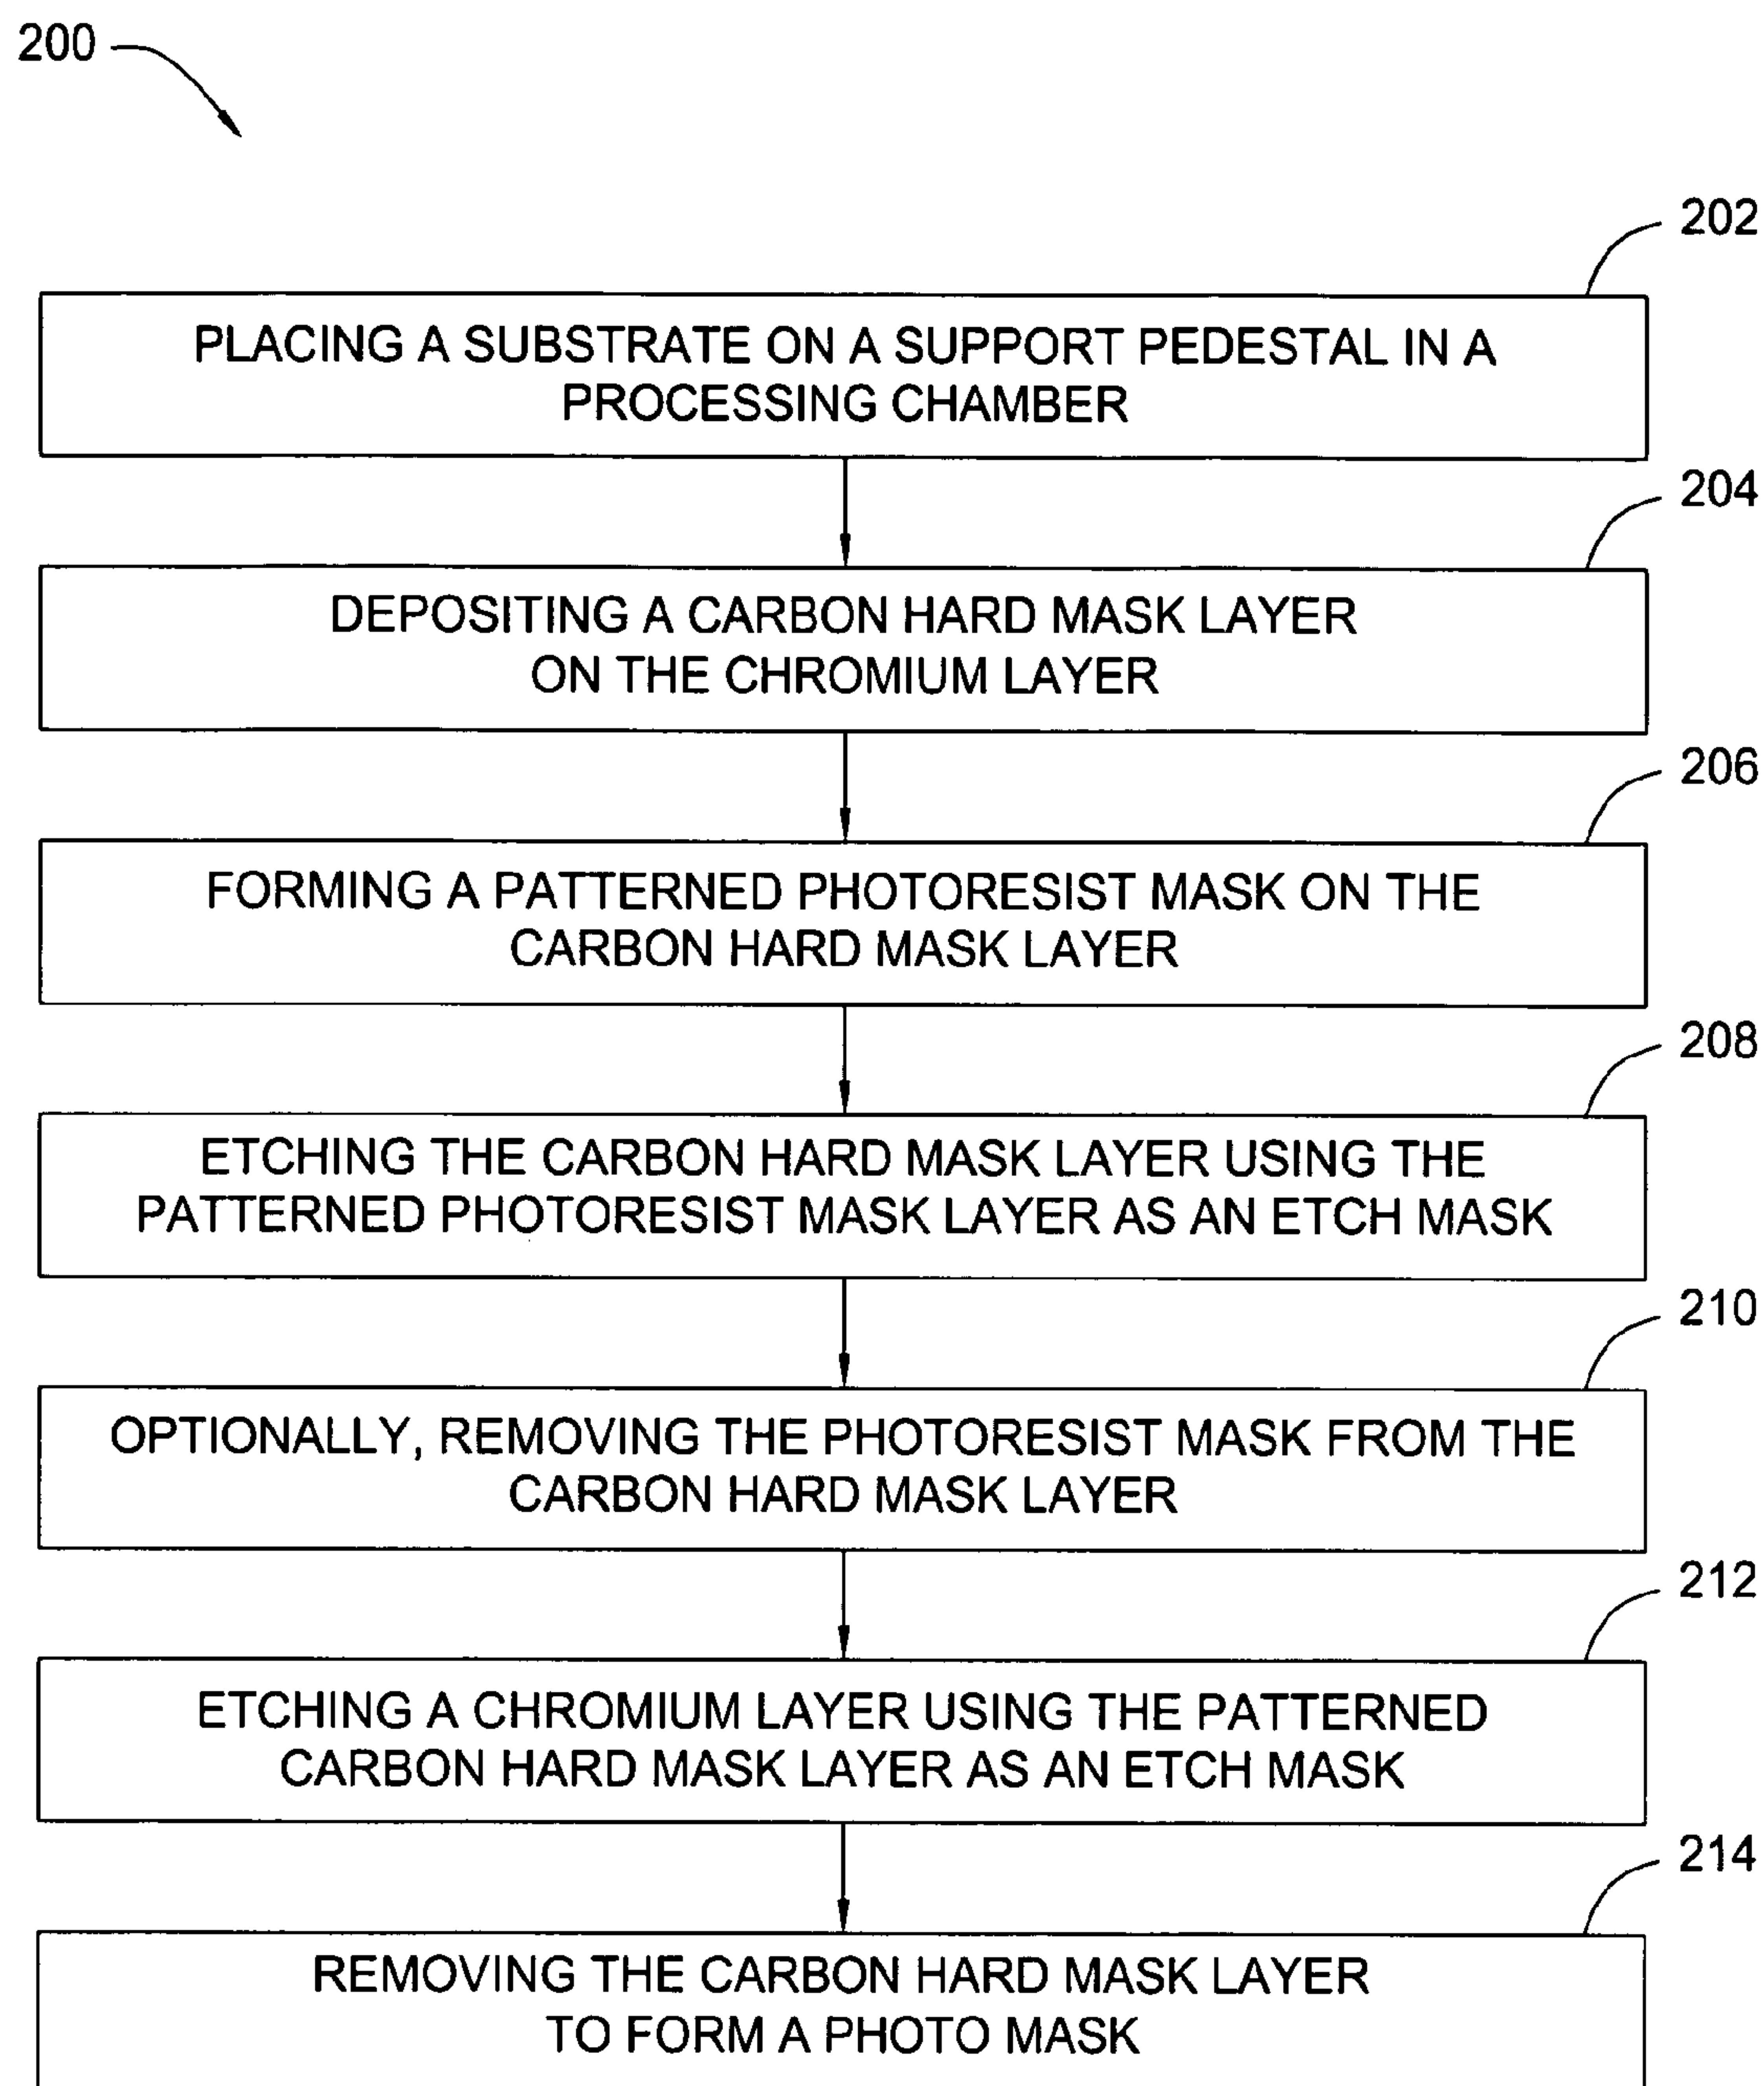 200
202
PLACING A SUBSTRATE ON A SUPPORT PEDESTAL IN A
PROCESSING CHAMBER
204
DEPOSITING A CARBON HARD MASK LAYER
ON THE CHROMIUM LAYER
206
FORMING A PATTERNED PHOTORESIST MASK ON THE
CARBON HARD MASK LAYER
208
ETCHING THE CARBON HARD MASK LAYER USING THE
PATTERNED PHOTORESIST MASK LAYER AS AN ETCH MASK
210
OPTIONALLY, REMOVING THE PHOTORESIST MASK FROM THE
CARBON HARD MASK LAYER
212
ETCHING A CHROMIUM LAYER USING THE PATTERNED
CARBON HARD MASK LAYER AS AN ETCH MASK
214
REMOVING THE CARBON HARD MASK LAYER
TO FORM A PHOTO MASK